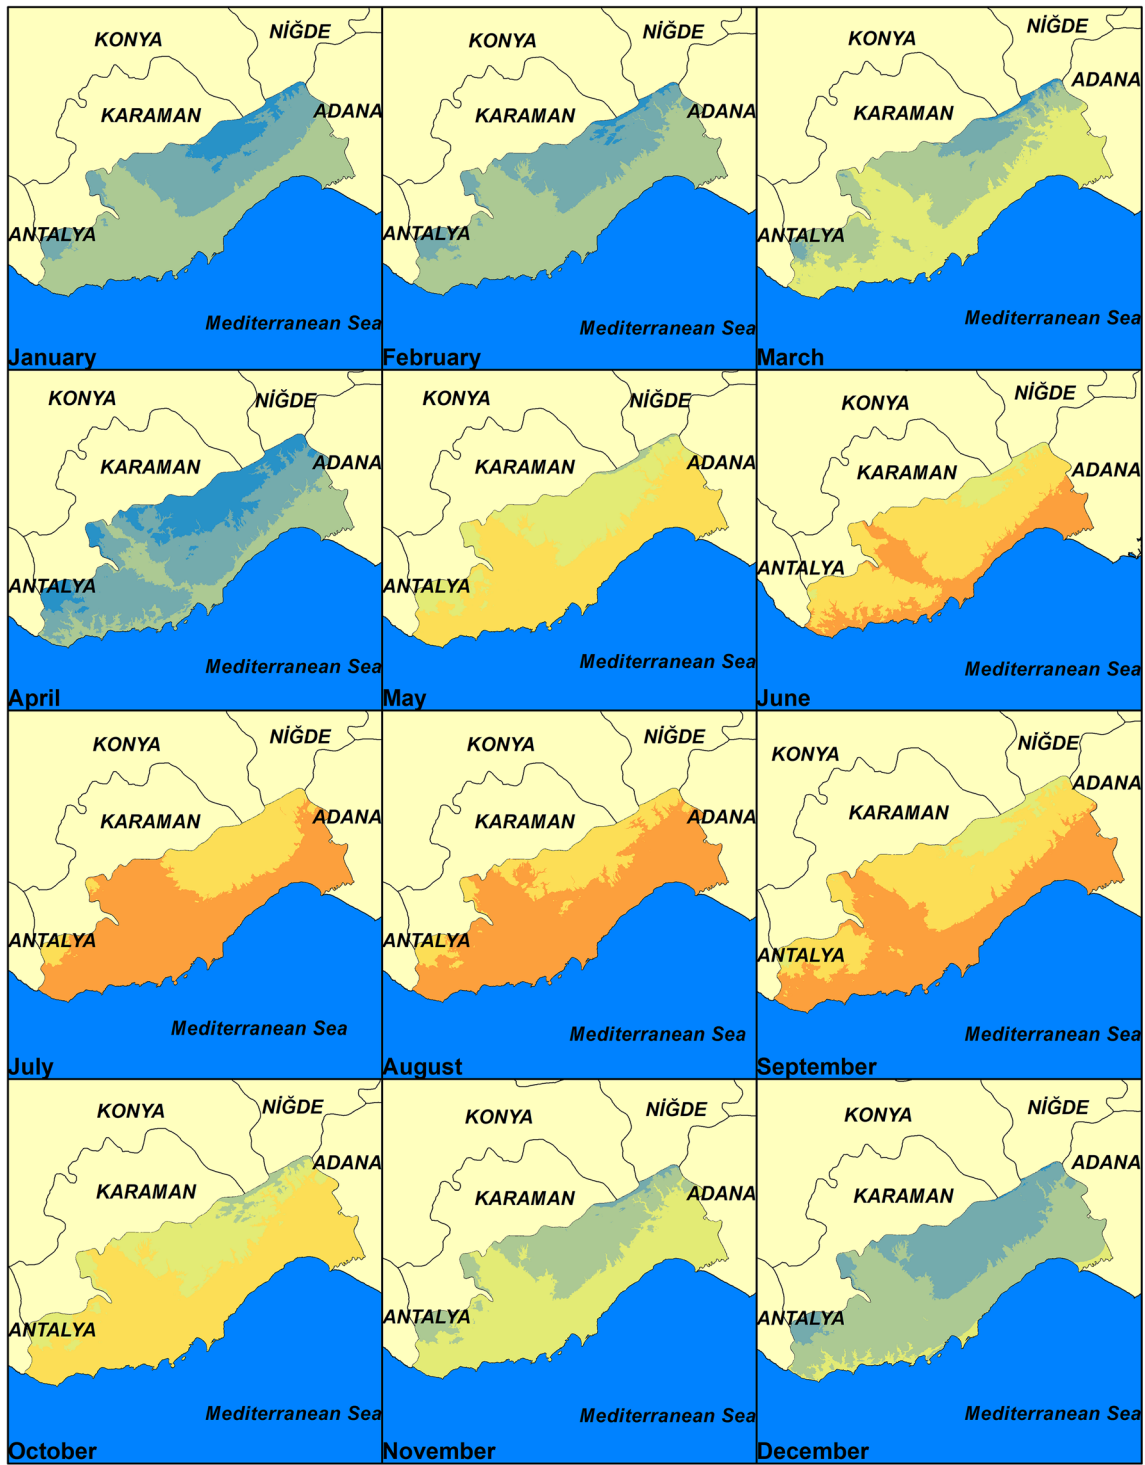 KONYA
NİĞDE
KARAMAN
ADANA
ANTALYA
Mediterranean Sea
January
KONYA
NİĞDE
KARAMAN
ADANA
ANTALYA
Mediterranean Sea
February
KONYA
NİĞDE
ADANA
KARAMAN
ANTALYA
Mediterranean Sea
March
KONYA
NİĞDE
KARAMAN
ADANA
ANTALYA
Mediterranean Sea
April
KONYA
NİĞDE
KARAMAN
ADANA
ANTALYA
Mediterranean Sea
May
KONYA
NİĞDE
KARAMAN
ADANA
ANTALYA
Mediterranean Sea
June
KONYA
NİĞDE
KARAMAN
ADANA
ANTALYA
Mediterranean Sea
July
KONYA
NİĞDE
KARAMAN
ADANA
ANTALYA
Mediterranean Sea
August
KONYA
NİĞDE
ADANA
KARAMAN
ANTALYA
Mediterranean Sea
September
KONYA
NİĞDE
ADANA
KARAMAN
ANTALYA
Mediterranean Sea
October
KONYA
NİĞDE
KARAMAN
ADANA
ANTALYA
Mediterranean Sea
November
KONYA
NİĞDE
ADANA
KARAMAN
ANTALYA
Mediterranean Sea
December